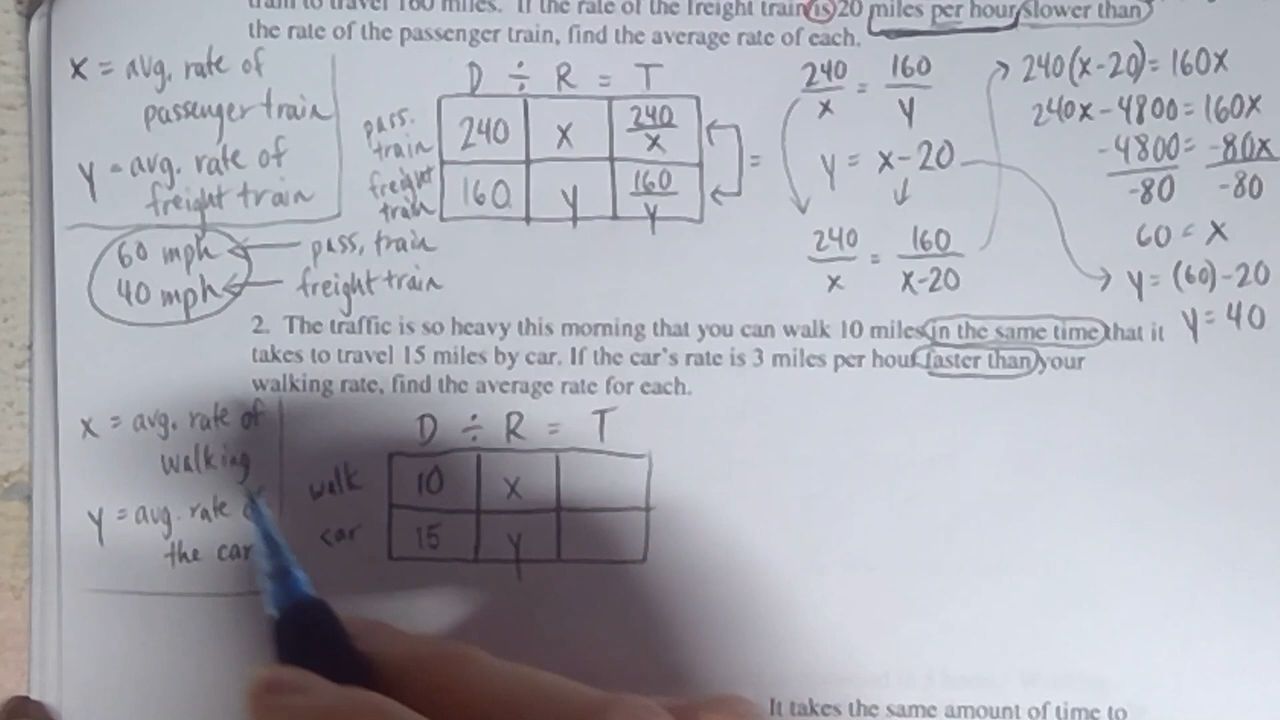 train to travel 160 miles. If the rate of the freight train is 20 miles per hour slower than
the rate of the passenger train, find the average rate of each.
x = avg. rate of
passenger train
y = avg. rate of
freight train
60 mph ← pass, train
40 mph ← freight train
D ÷ R = T
pass. train 240 x 240/x
freight train 160 y 160/y
=
240/x = 160/y
y = x-20
240/x = 160/x-20
240(x-20) = 160x
240x - 4800 = 160x
-4800 = -80x
-80 -80
60 = x
y = (60)-20
y = 40
2. The traffic is so heavy this morning that you can walk 10 miles in the same time that it
takes to travel 15 miles by car. If the car's rate is 3 miles per hour faster than your
walking rate, find the average rate for each.
x = avg. rate of
walking
y = avg. rate
the car
D ÷ R = T
walk 10 x
car 15 y
It takes the same amount of time to